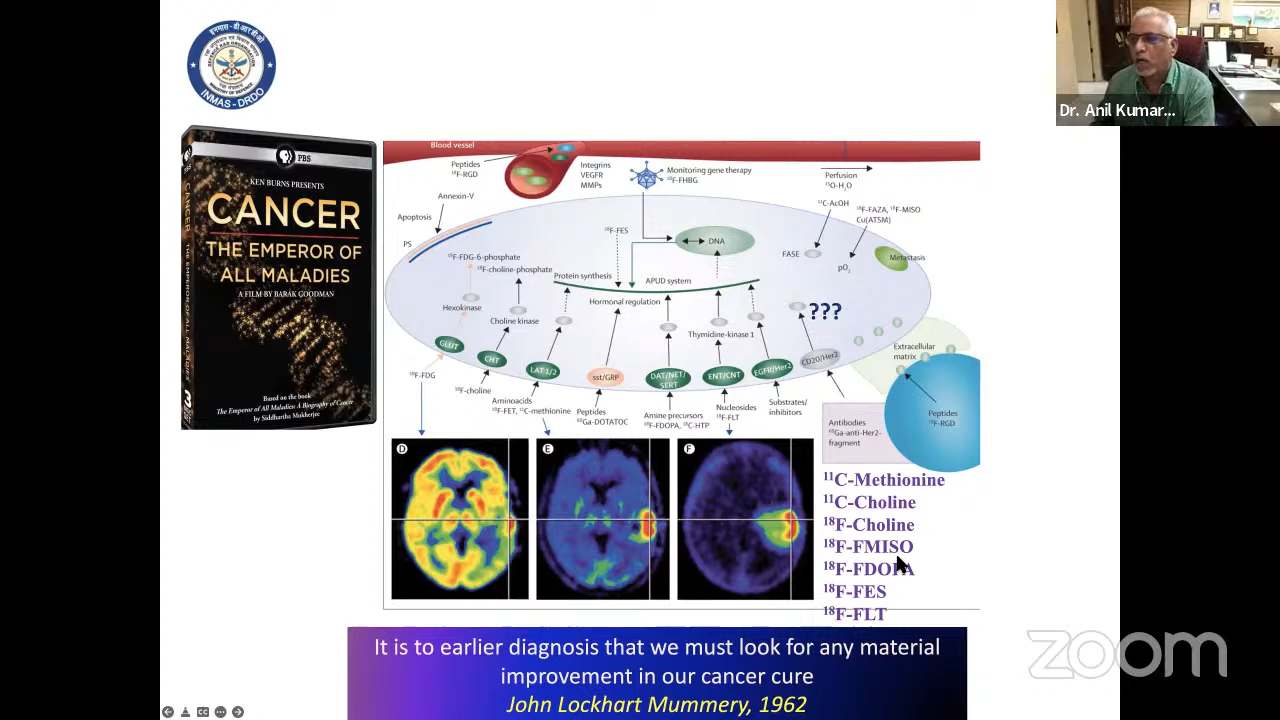 इनमास-डीआरडीओ
INMAS-DRDO
Dr. Anil Kumar...
PBS
KEN BURNS PRESENTS
CANCER
THE EMPEROR OF
ALL MALADIES
A FILM BY BARAK GOODMAN
Based on the book
The Emperor of All Maladies: A Biography of Cancer
by Siddhartha Mukherjee
3
Blood vessel
Peptides
¹⁸F-RGD
Integrins
VEGFR
MMPs
Monitoring gene therapy
¹⁸F-FHBG
Perfusion
¹⁵O-H₂O
Annexin-V
Apoptosis
PS
¹¹C-AcOH
¹⁸F-FAZA, ¹⁸F-MISO
Cu(ATSM)
¹⁸F-FES
DNA
FASE
pO₂
Metastasis
¹⁸F-FDG-6-phosphate
¹⁸F-choline-phosphate
Protein synthesis
APUD system
Hormonal regulation
Hexokinase
Choline kinase
Thymidine-kinase 1
???
GLUT
CHT
LAT-1/2
sst/GRP
DAT/NET/
SERT
ENT/CNT
EGFR/Her2
CD20/Her2
Extracellular
matrix
¹⁸F-FDG
¹⁸F-choline
Aminoacids
¹⁸F-FET, ¹¹C-methionine
Peptides
⁶⁸Ga-DOTATOC
Amine precursors
¹⁸F-FDOPA, ¹⁸C-HTP
Nucleosides
¹⁸F-FLT
Substrates/
inhibitors
Antibodies
⁶⁸Ga-anti-Her2-
fragment
Peptides
¹⁸F-RGD
D
E
F
¹¹C-Methionine
¹¹C-Choline
¹⁸F-Choline
¹⁸F-FMISO
¹⁸F-FDOPA
¹⁸F-FES
¹⁸F-FLT
It is to earlier diagnosis that we must look for any material
improvement in our cancer cure
John Lockhart Mummery, 1962
zoom